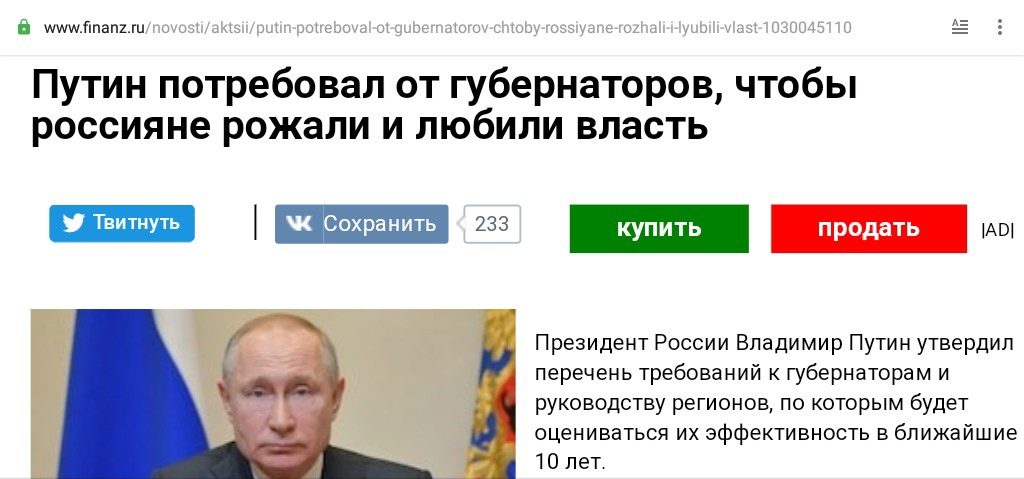 www.finanz.ru/novosti/aktsii/putin-potreboval-ot-gubernatorov-chtoby-rossiyane-rozhali-i-lyubili-vlast-1030045110
Путин потребовал от губернаторов, чтобы
россияне рожали и любили власть
Твитнуть
Сохранить
233
купить
продать
|AD|
Президент России Владимир Путин утвердил
перечень требований к губернаторам и
руководству регионов, по которым будет
оцениваться их эффективность в ближайшие
10 лет.